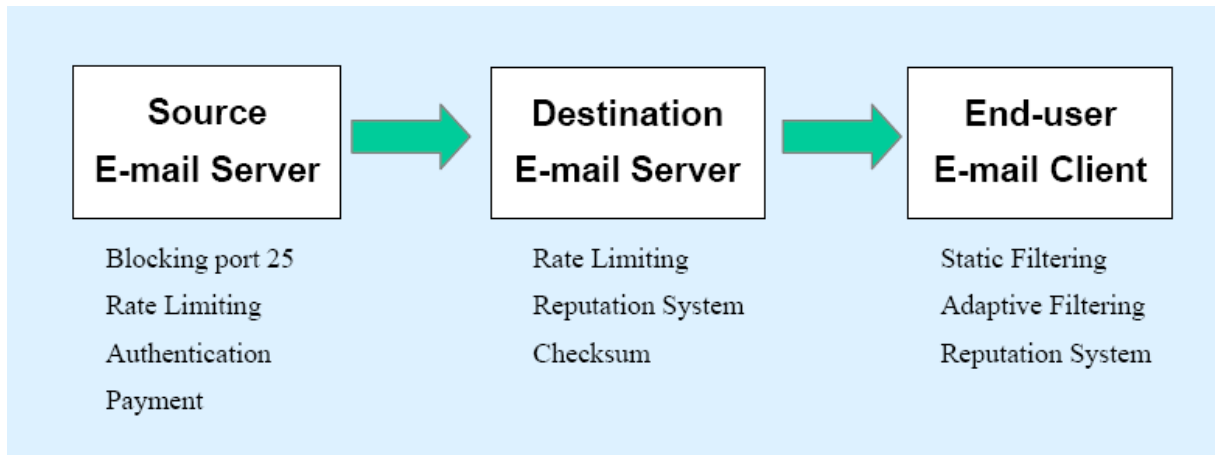 Source
E-mail Server
Destination
E-mail Server
End-user
E-mail Client
Blocking port 25
Rate Limiting
Authentication
Payment
Rate Limiting
Reputation System
Checksum
Static Filtering
Adaptive Filtering
Reputation System